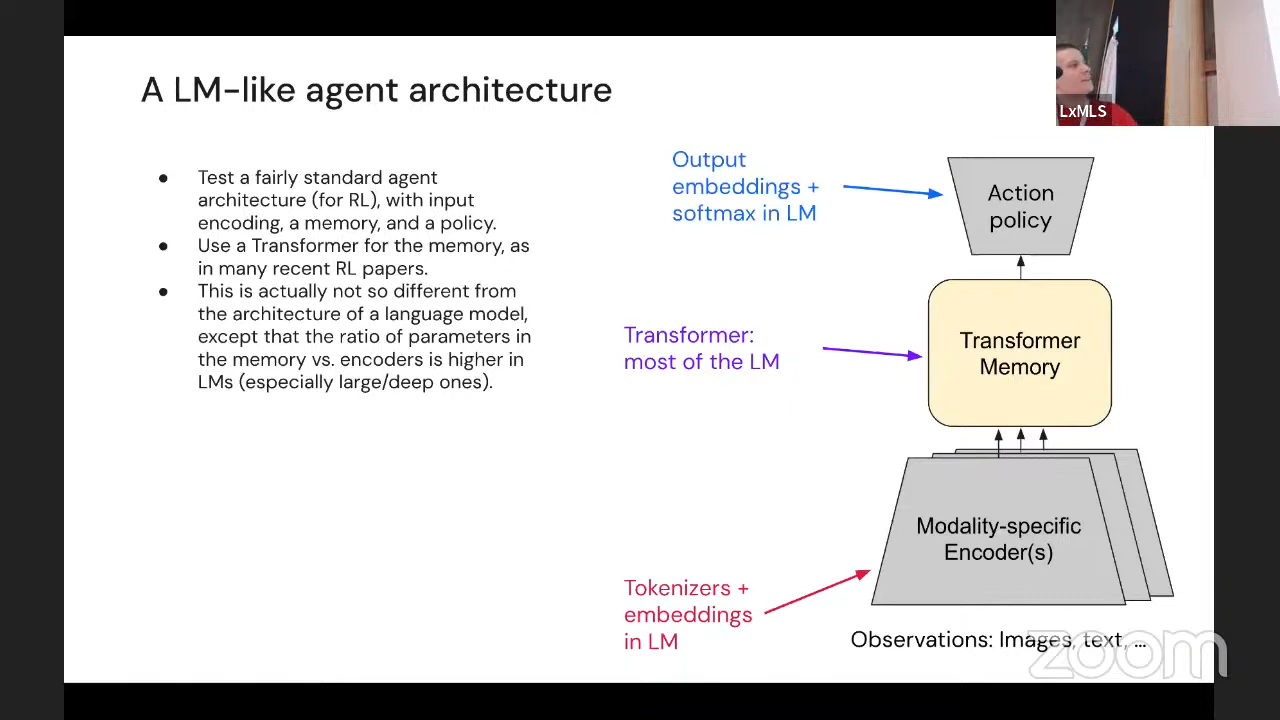 A LM-like agent architecture
LxMLS
● Test a fairly standard agent
architecture (for RL), with input
encoding, a memory, and a policy.
● Use a Transformer for the memory, as
in many recent RL papers.
● This is actually not so different from
the architecture of a language model,
except that the ratio of parameters in
the memory vs. encoders is higher in
LMs (especially large/deep ones).
Output
embeddings +
softmax in LM
Action
policy
Transformer:
most of the LM
Transformer
Memory
Modality-specific
Encoder(s)
Tokenizers +
embeddings
in LM
Observations: Images, text, ...
zoom